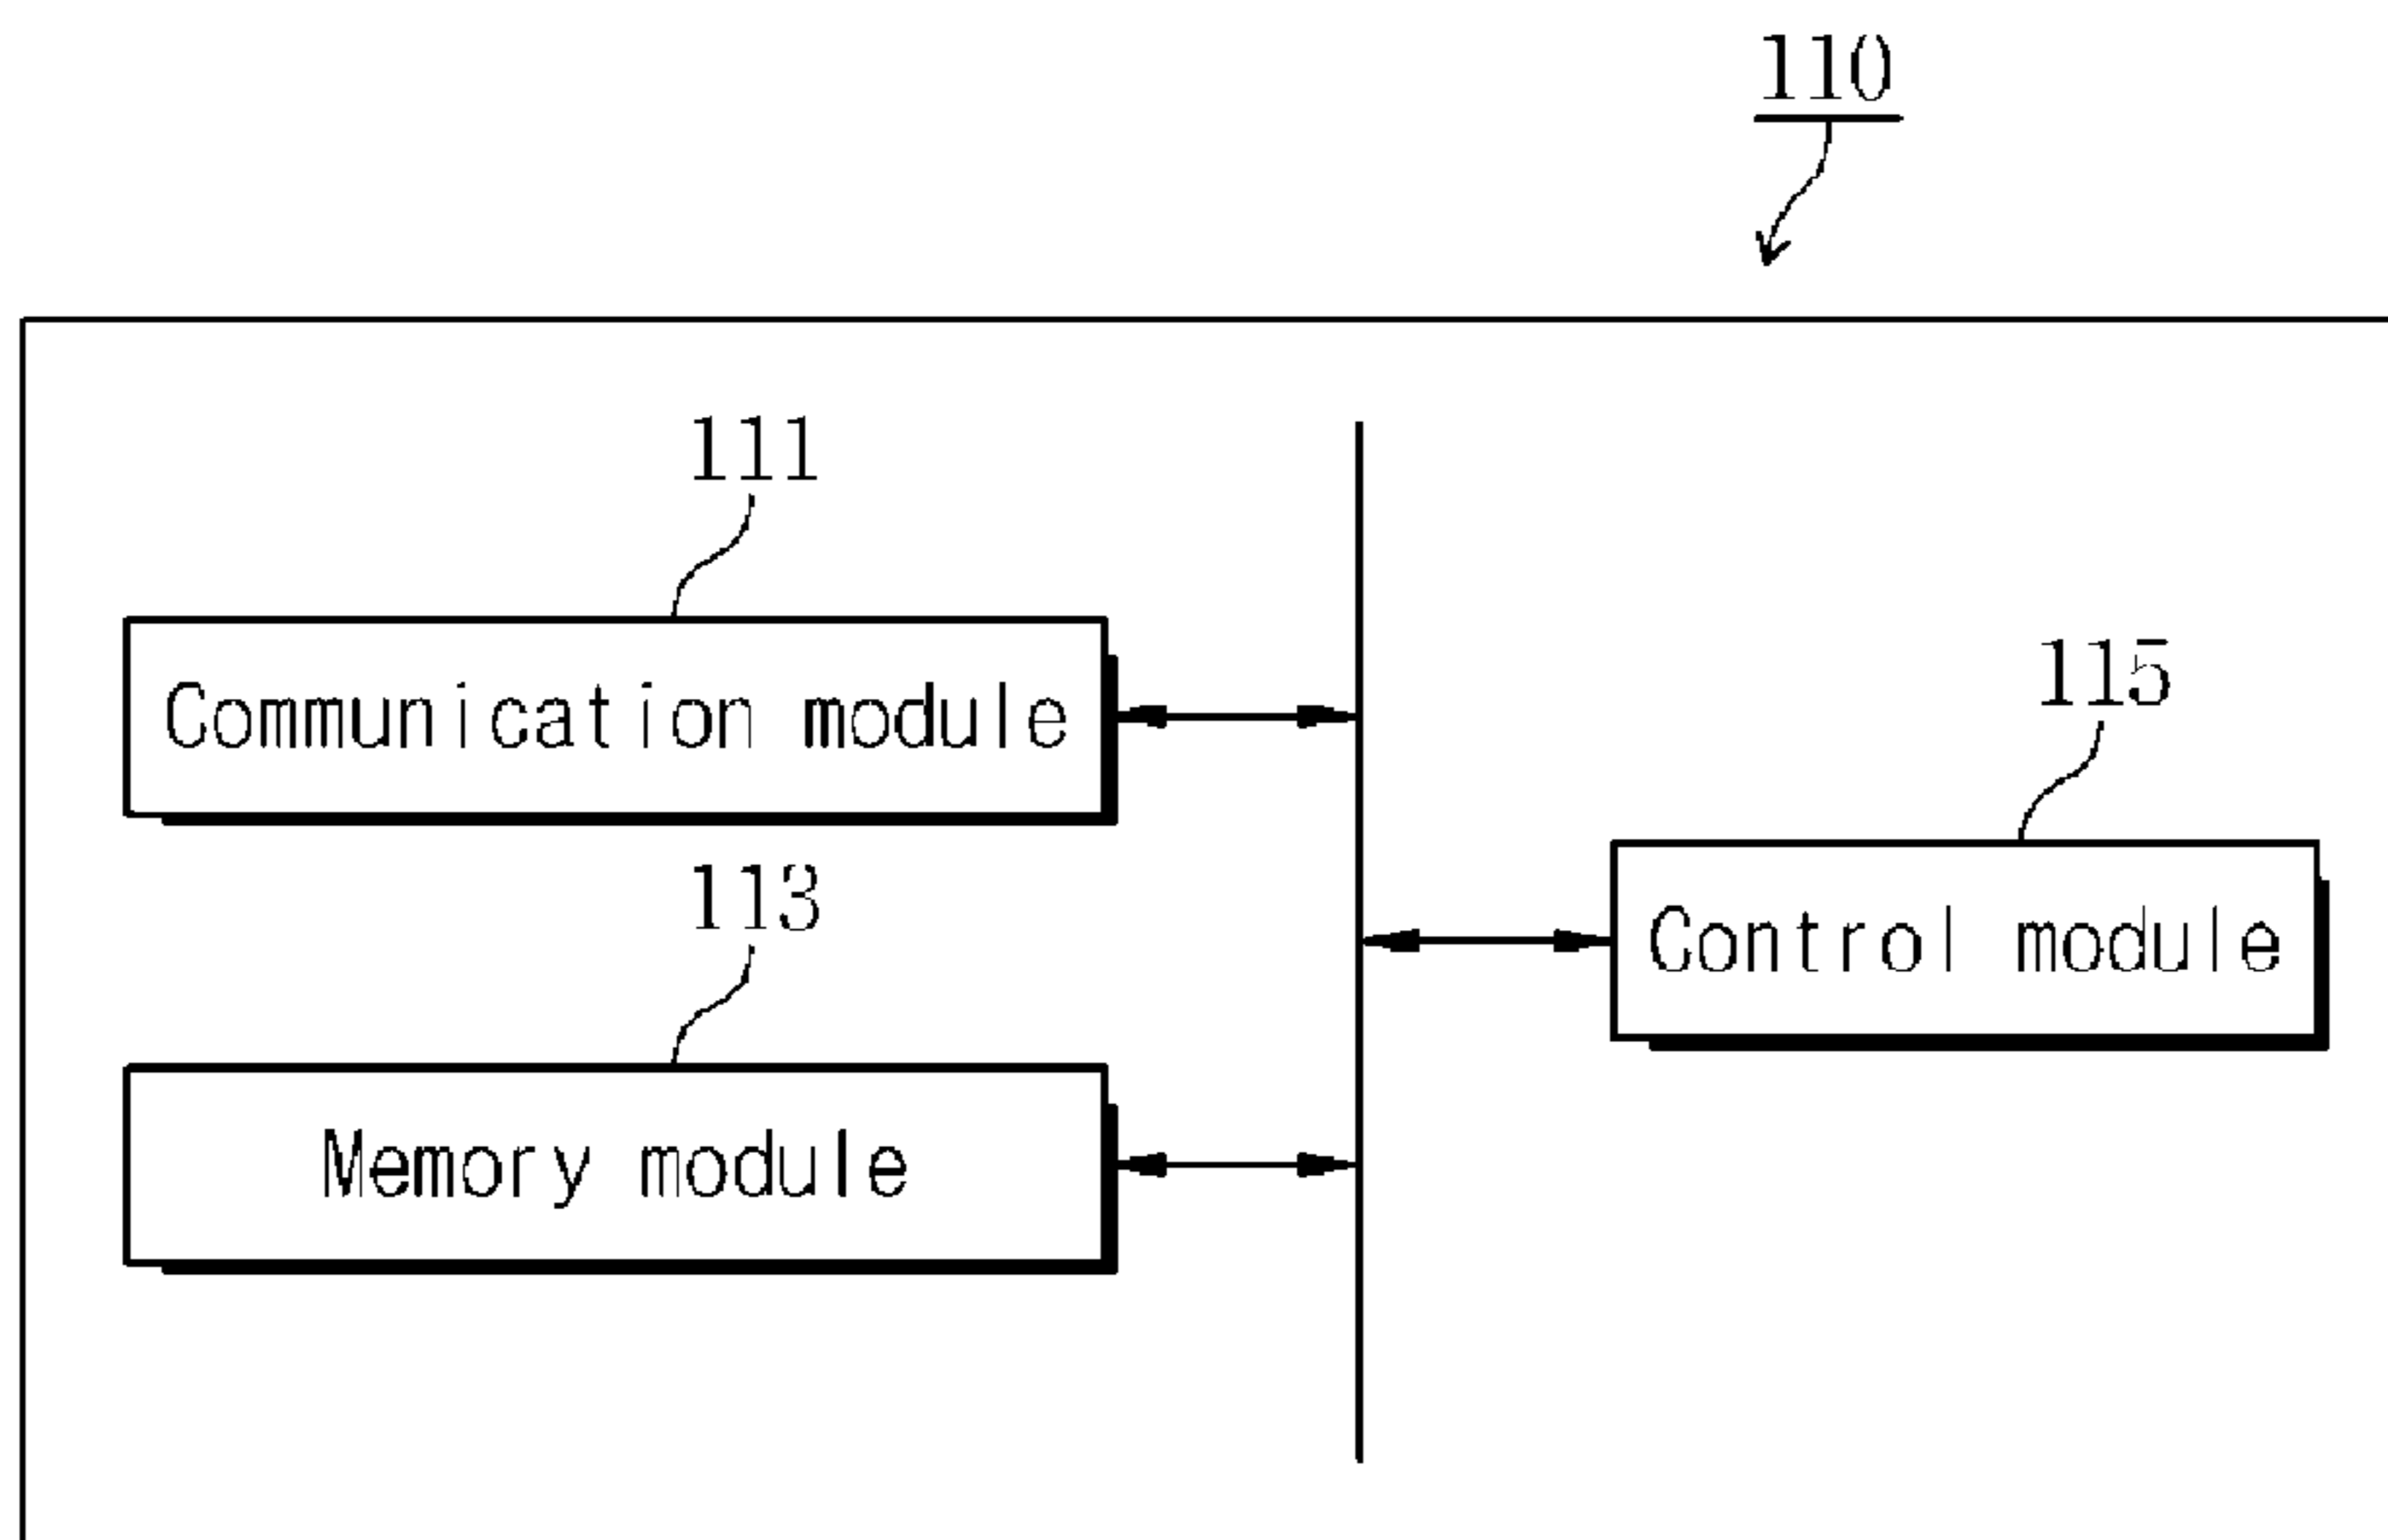 110
111
Communication module
115
Control module
113
Memory module